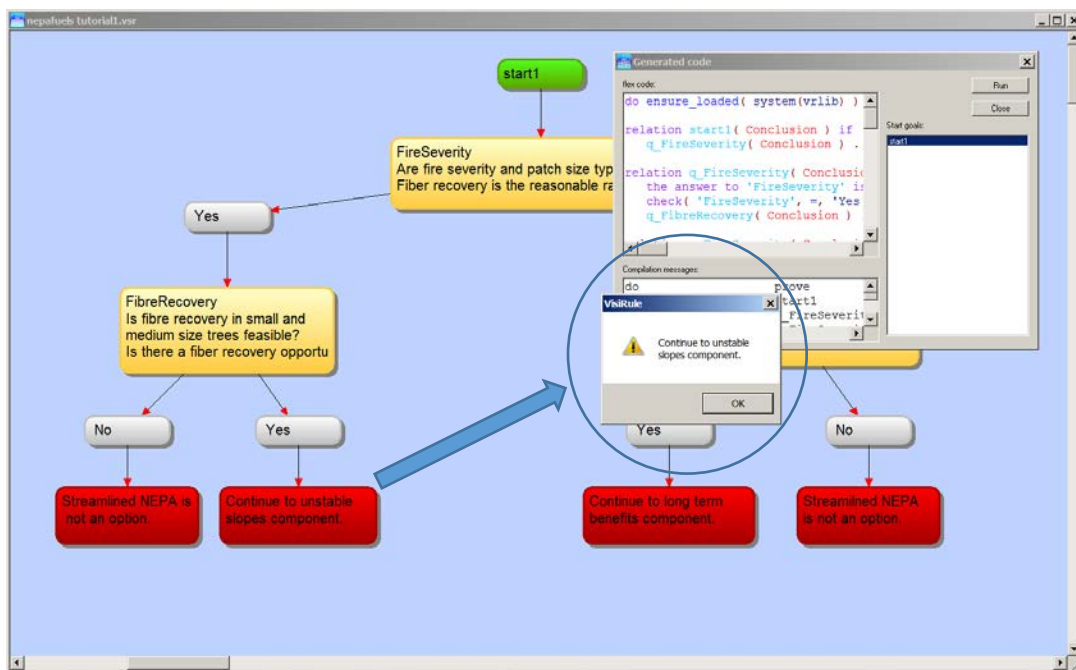 nepafuels tutorial1.vsr
start1
FireSeverity
Are fire severity and patch size typ
Fiber recovery is the reasonable ra
Yes
FibreRecovery
Is fibre recovery in small and
medium size trees feasible?
Is there a fiber recovery opportu
No
Yes
Streamlined NEPA is
not an option.
Continue to unstable
slopes component.
Generated code
flex code:
do ensure_loaded( system(vrlib) )
relation start1( Conclusion ) if
q_FireSeverity( Conclusion ) .
relation q_FireSeverity( Conclusio
the answer to 'FireSeverity' is
check( 'FireSeverity', =, 'Yes
q_FibreRecovery( Conclusion )
Run
Close
Start goals:
start1
Compilation messages:
do prove
start1
_FireSeverit
VisiRule
Continue to unstable
slopes component.
OK
Yes
No
Continue to long term
benefits component.
Streamilned NEPA
is not an option.